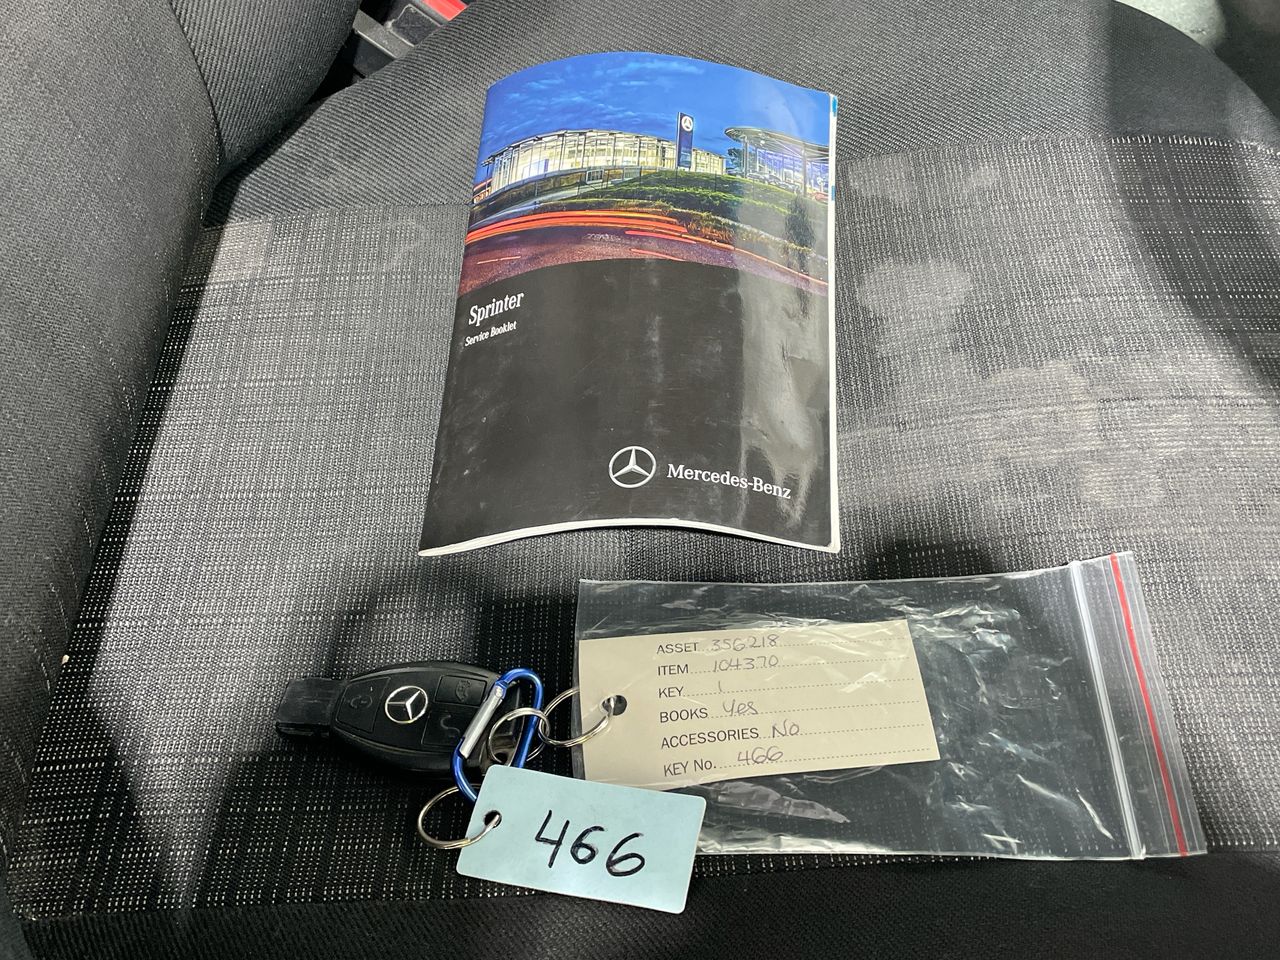 Sprinter
Service Booklet
Mercedes-Benz
ASSET 356218
ITEM 104370
KEY 1
BOOKS Yes
ACCESSORIES No
KEY No. 466
466